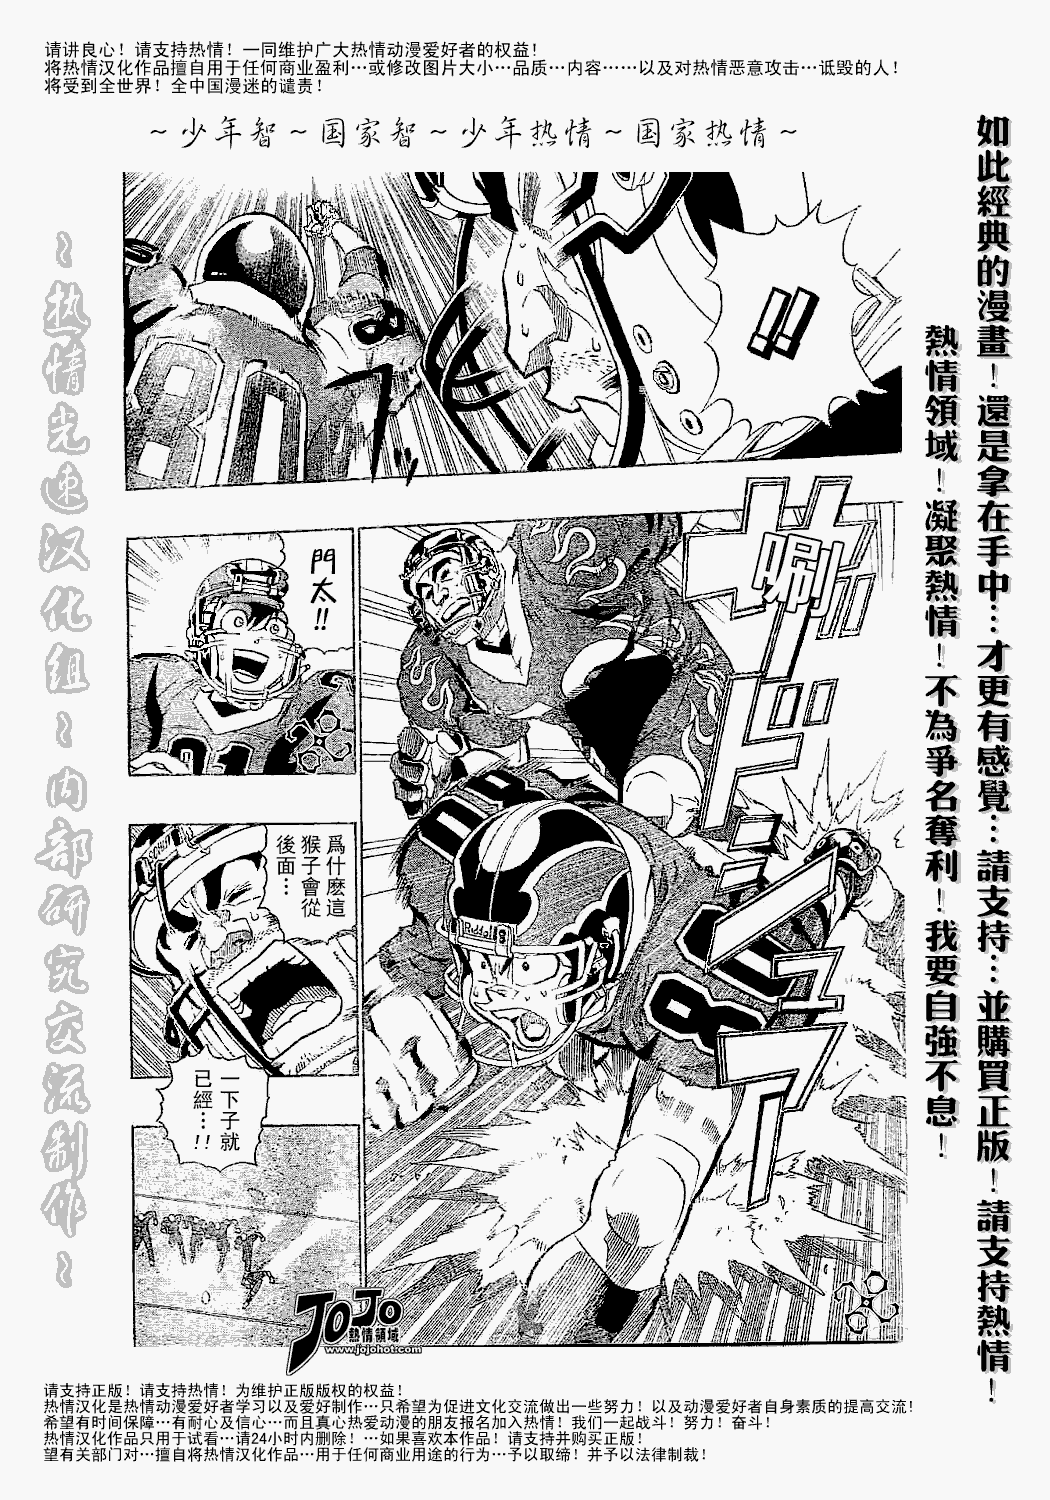 请讲良心！请支持热情！一同维护广大热情动漫爱好者的权益！
将热情汉化作品擅自用于任何商业盈利…或修改图片大小…品质…内容……以及对热情恶意攻击…诋毁的人！
将受到全世界！全中国漫迷的谴责！
～少年智～国家智～少年热情～国家热情～
如此經典的漫畫！還是拿在手中…才更有感覺…請支持…並購買正版！請支持熱情！
熱情領域！凝聚熱情！不為爭名奪利！我要自強不息！
～热情光速汉化组～内部研究交流制作～
!!
80
唰
門太!!
21
80
Riddell
8
爲什麽這
猴子會從
後面…
一下子就
已經…!!
JOJO
熱情領域
www.jojohot.com
请支持正版！请支持热情！为维护正版版权的权益！
热情汉化是热情动漫爱好者学习以及爱好制作…只希望为促进文化交流做出一些努力！以及动漫爱好者自身素质的提高交流！
希望有时间保障…有耐心及信心…而且真心热爱动漫的朋友报名加入热情！我们一起战斗！努力！奋斗！
热情汉化作品只用于试看…请24小时内删除！…如果喜欢本作品！请支持并购买正版！
望有关部门对…擅自将热情汉化作品…用于任何商业用途的行为…予以取缔！并予以法律制裁！